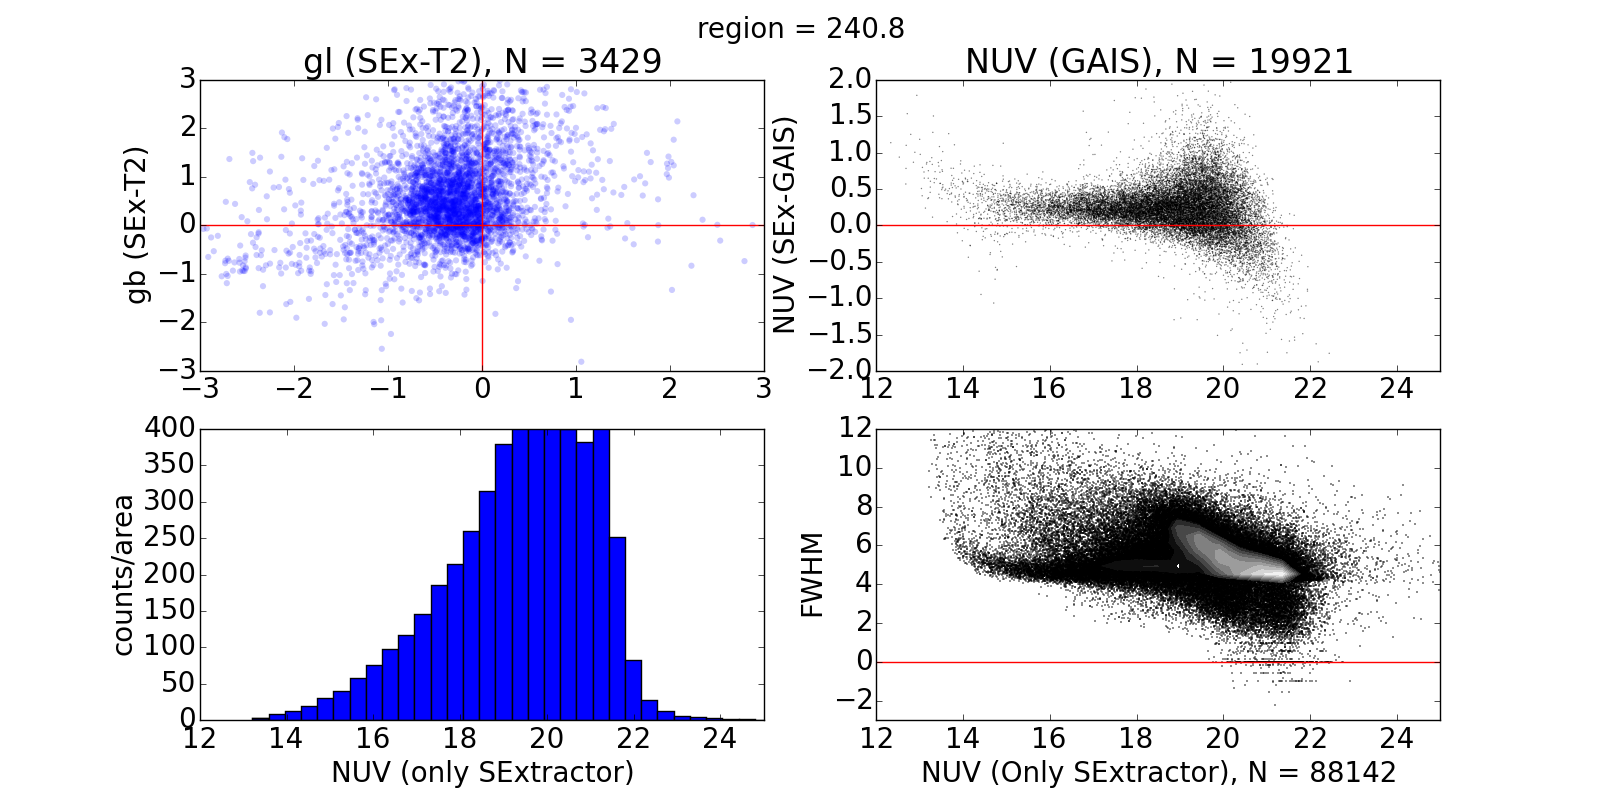 region = 240.8
gl (SEx-T2), N = 3429
NUV (GAIS), N = 19921
gb (SEx-T2)
3
2
1
0
−1
−2
−3
−3 −2 −1 0 1 2 3
NUV (SEx-GAIS)
2.0
1.5
1.0
0.5
0.0
−0.5
−1.0
−1.5
−2.0
12 14 16 18 20 22 24
counts/area
400
350
300
250
200
150
100
50
0
12 14 16 18 20 22 24
NUV (only SExtractor)
FWHM
12
10
8
6
4
2
0
−2
12 14 16 18 20 22 24
NUV (Only SExtractor), N = 88142